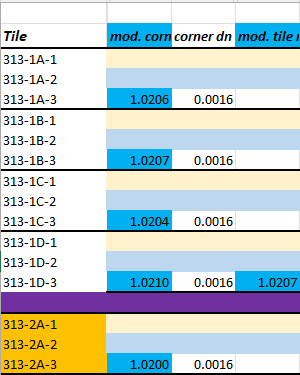 Tile mod. corn corner dn mod. tile
313-1A-1
313-1A-2
313-1A-3 1.0206 0.0016
313-1B-1
313-1B-2
313-1B-3 1.0207 0.0016
313-1C-1
313-1C-2
313-1C-3 1.0204 0.0016
313-1D-1
313-1D-2
313-1D-3 1.0210 0.0016 1.0207
313-2A-1
313-2A-2
313-2A-3 1.0200 0.0016